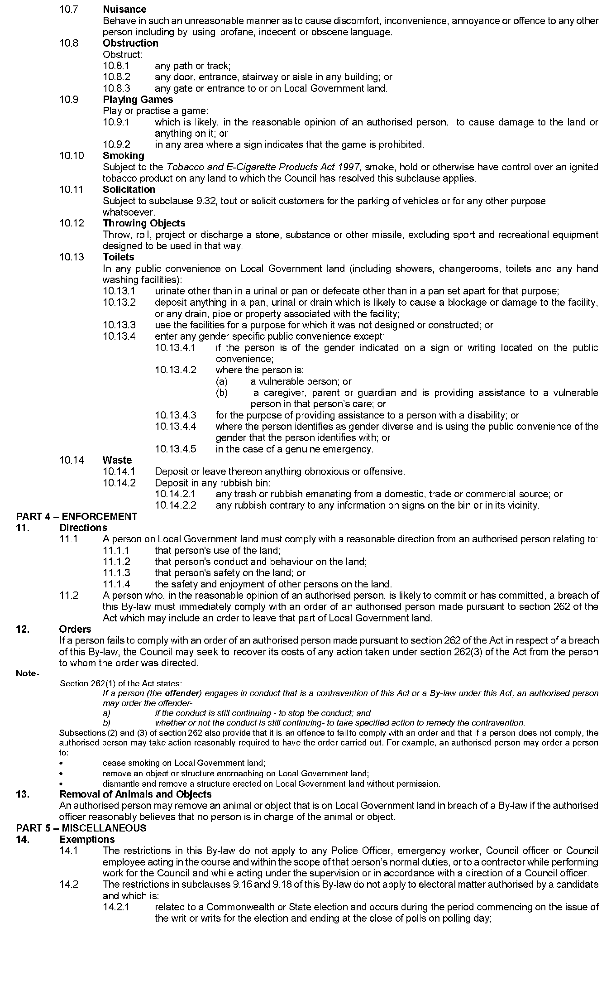 10.7 Nuisance
Behave in such an unreasonable manner as to cause discomfort, inconvenience, annoyance or offence to any other
person including by using profane, indecent or obscene language.
10.8 Obstruction
Obstruct:
10.8.1 any path or track;
10.8.2 any door, entrance, stairway or aisle in any building; or
10.8.3 any gate or entrance to or on Local Government land.
10.9 Playing Games
Play or practise a game:
10.9.1 which is likely, in the reasonable opinion of an authorised person, to cause damage to the land or
anything on it; or
10.9.2 in any area where a sign indicates that the game is prohibited.
10.10 Smoking
Subject to the Tobacco and E-Cigarette Products Act 1997, smoke, hold or otherwise have control over an ignited
tobacco product on any land to which the Council has resolved this subclause applies.
10.11 Solicitation
Subject to subclause 9.32, tout or solicit customers for the parking of vehicles or for any other purpose
whatsoever.
10.12 Throwing Objects
Throw, roll, project or discharge a stone, substance or other missile, excluding sport and recreational equipment
designed to be used in that way.
10.13 Toilets
In any public convenience on Local Government land (including showers, changerooms, toilets and any hand
washing facilities):
10.13.1 urinate other than in a urinal or pan or defecate other than in a pan set apart for that purpose;
10.13.2 deposit anything in a pan, urinal or drain which is likely to cause a blockage or damage to the facility,
or any drain, pipe or property associated with the facility;
10.13.3 use the facilities for a purpose for which it was not designed or constructed; or
10.13.4 enter any gender specific public convenience except:
10.13.4.1 if the person is of the gender indicated on a sign or writing located on the public
convenience;
10.13.4.2 where the person is:
(a) a vulnerable person; or
(b) a caregiver, parent or guardian and is providing assistance to a vulnerable
person in that person's care; or
10.13.4.3 for the purpose of providing assistance to a person with a disability; or
10.13.4.4 where the person identifies as gender diverse and is using the public convenience of the
gender that the person identifies with; or
10.13.4.5 in the case of a genuine emergency.
10.14 Waste
10.14.1 Deposit or leave thereon anything obnoxious or offensive.
10.14.2 Deposit in any rubbish bin:
10.14.2.1 any trash or rubbish emanating from a domestic, trade or commercial source; or
10.14.2.2 any rubbish contrary to any information on signs on the bin or in its vicinity.
PART 4 – ENFORCEMENT
11. Directions
11.1 A person on Local Government land must comply with a reasonable direction from an authorised person relating to:
11.1.1 that person's use of the land;
11.1.2 that person's conduct and behaviour on the land;
11.1.3 that person's safety on the land; or
11.1.4 the safety and enjoyment of other persons on the land.
11.2 A person who, in the reasonable opinion of an authorised person, is likely to commit or has committed, a breach of
this By-law must immediately comply with an order of an authorised person made pursuant to section 262 of the
Act which may include an order to leave that part of Local Government land.
12. Orders
If a person fails to comply with an order of an authorised person made pursuant to section 262 of the Act in respect of a breach
of this By-law, the Council may seek to recover its costs of any action taken under section 262(3) of the Act from the person
to whom the order was directed.
Note-
Section 262(1) of the Act states:
If a person (the offender) engages in conduct that is a contravention of this Act or a By-law under this Act, an authorised person
may order the offender-
a) if the conduct is still continuing - to stop the conduct; and
b) whether or not the conduct is still continuing- to take specified action to remedy the contravention.
Subsections (2) and (3) of section 262 also provide that it is an offence to fail to comply with an order and that if a person does not comply, the
authorised person may take action reasonably required to have the order carried out. For example, an authorised person may order a person
to:
• cease smoking on Local Government land;
• remove an object or structure encroaching on Local Government land;
• dismantle and remove a structure erected on Local Government land without permission.
13. Removal of Animals and Objects
An authorised person may remove an animal or object that is on Local Government land in breach of a By-law if the authorised
officer reasonably believes that no person is in charge of the animal or object.
PART 5 – MISCELLANEOUS
14. Exemptions
14.1 The restrictions in this By-law do not apply to any Police Officer, emergency worker, Council officer or Council
employee acting in the course and within the scope of that person's normal duties, or to a contractor while performing
work for the Council and while acting under the supervision or in accordance with a direction of a Council officer.
14.2 The restrictions in subclauses 9.16 and 9.18 of this By-law do not apply to electoral matter authorised by a candidate
and which is:
14.2.1 related to a Commonwealth or State election and occurs during the period commencing on the issue of
the writ or writs for the election and ending at the close of polls on polling day;